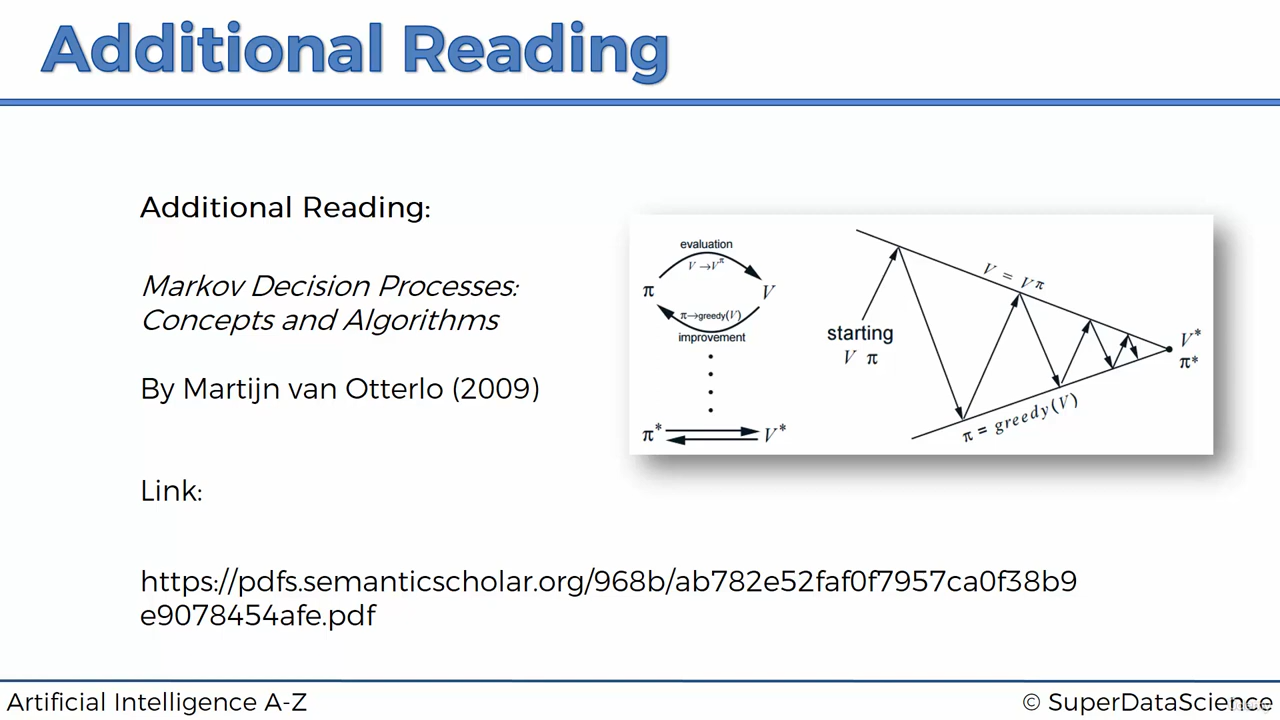 Additional Reading
Additional Reading:
Markov Decision Processes:
Concepts and Algorithms
By Martijn van Otterlo (2009)
Link:
https://pdfs.semanticscholar.org/968b/ab782e52faf0f7957ca0f38b9
e9078454afe.pdf
evaluation
V →V^π
π
V
π→greedy(V)
improvement
π*
V*
starting
V π
V = V^π
π = greedy(V)
V*
π*
Artificial Intelligence A-Z
© SuperDataScience